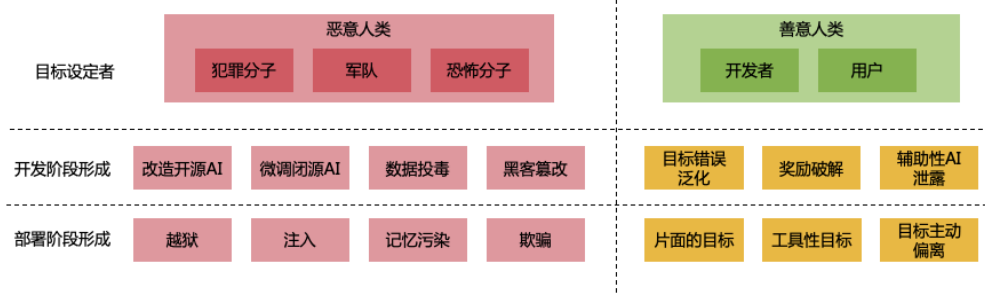 恶意人类
善意人类
目标设定者
犯罪分子
军队
恐怖分子
开发者
用户
开发阶段形成
改造开源AI
微调闭源AI
数据投毒
黑客篡改
目标错误
泛化
奖励破解
辅助性AI
泄露
部署阶段形成
越狱
注入
记忆污染
欺骗
片面的目标
工具性目标
目标主动
偏离